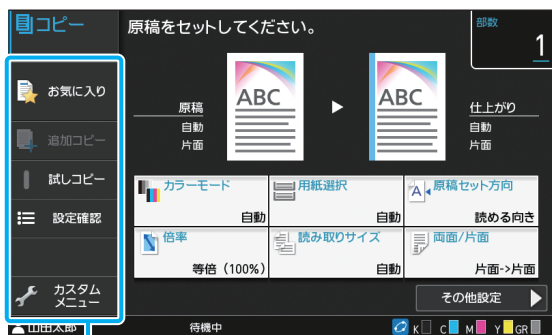 コピー
原稿をセットしてください。
部数
1
お気に入り
追加コピー
試しコピー
設定確認
カスタム
メニュー
原稿
自動
片面
ABC
ABC
仕上がり
自動
片面
カラーモード
自動
用紙選択
自動
A
原稿セット方向
読める向き
倍率
等倍（100%）
読み取りサイズ
自動
両面/片面
片面->片面
その他設定
山田太郎
待機中
K C M Y GR